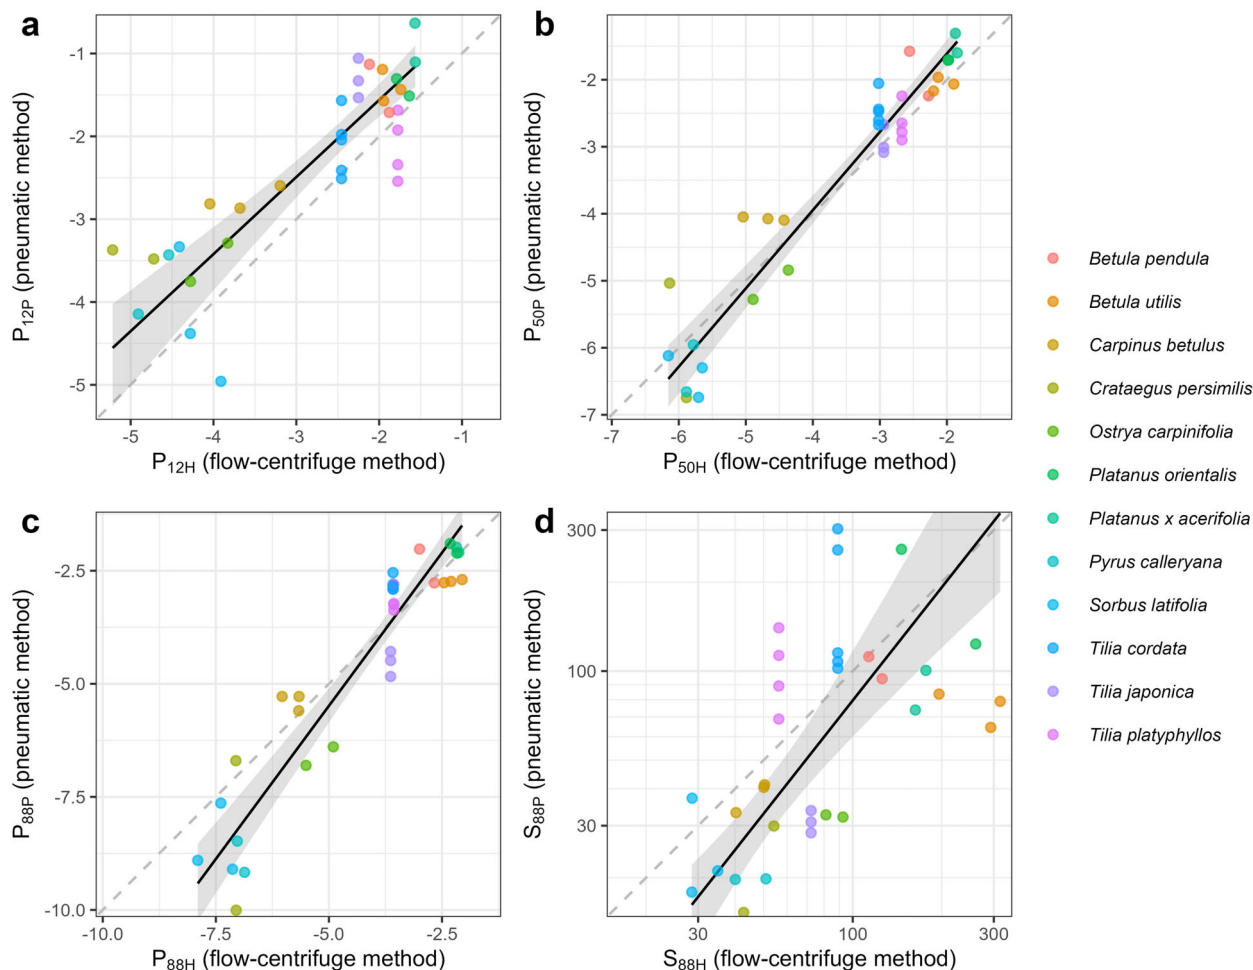 a
-1
-2
-3
-4
-5
P12P (pneumatic method)
-5 -4 -3 -2 -1
P12H (flow-centrifuge method)
b
-2
-3
-4
-5
-6
-7
P50P (pneumatic method)
-7 -6 -5 -4 -3 -2
P50H (flow-centrifuge method)
c
-2.5
-5.0
-7.5
-10.0
P88P (pneumatic method)
-10.0 -7.5 -5.0 -2.5
P88H (flow-centrifuge method)
d
300
100
30
S88P (pneumatic method)
30 100 300
S88H (flow-centrifuge method)
Betula pendula
Betula utilis
Carpinus betulus
Crataegus persimilis
Ostrya carpinifolia
Platanus orientalis
Platanus x acerifolia
Pyrus calleryana
Sorbus latifolia
Tilia cordata
Tilia japonica
Tilia platyphyllos